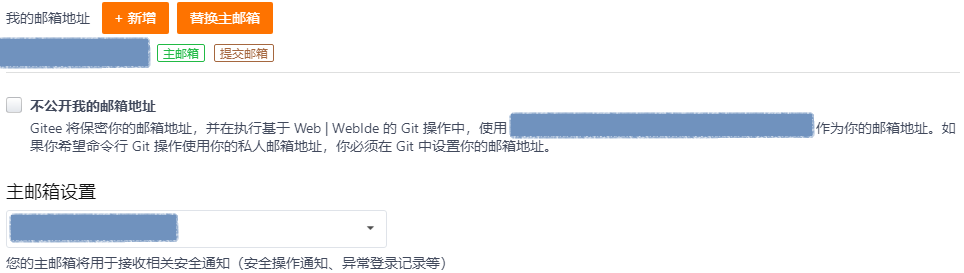 我的邮箱地址 + 新增 替换主邮箱
主邮箱 提交邮箱
不公开我的邮箱地址
Gitee 将保密你的邮箱地址，并在执行基于 Web | WebIde 的 Git 操作中，使用 作为你的邮箱地址。如
果你希望命令行 Git 操作使用你的私人邮箱地址，你必须在 Git 中设置你的邮箱地址。
主邮箱设置
您的主邮箱将用于接收相关安全通知（安全操作通知、异常登录记录等）